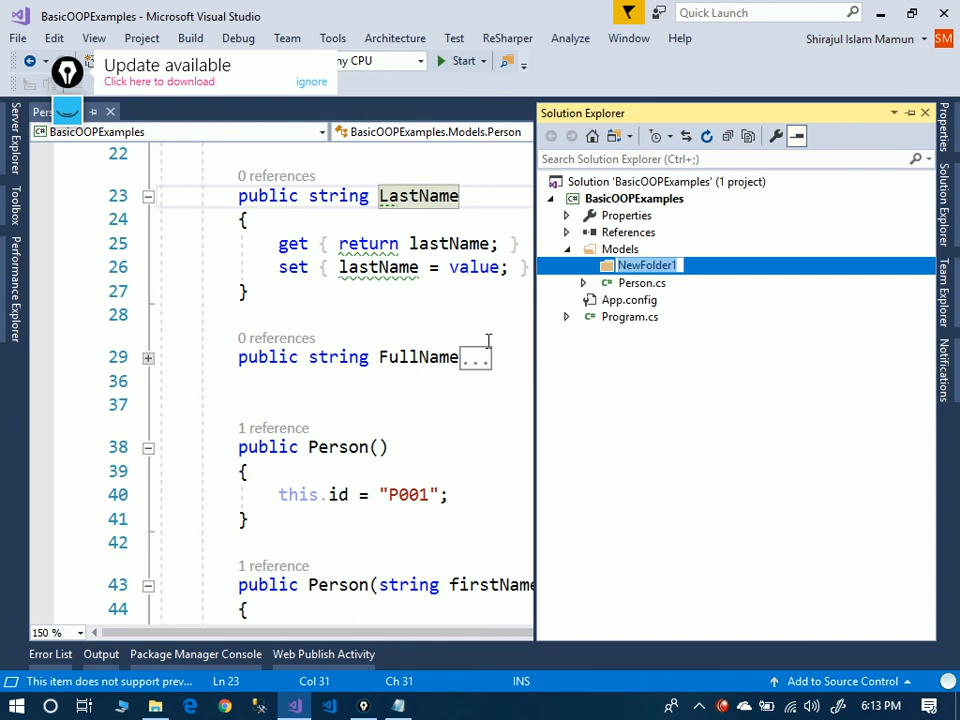 BasicOOPExamples - Microsoft Visual Studio
Quick Launch
File Edit View Project Build Debug Team Tools Architecture Test ReSharper Analyze Window Help
Shirajul Islam Mamun SM
Update available
Click here to download ignore
ny CPU Start
Server Explorer
Toolbox
Performance Explorer
Pers
BasicOOPExamples BasicOOPExamples.Models.Person
22
0 references
23 public string LastName
24 {
25 get { return lastName; }
26 set { lastName = value; }
27 }
28
0 references
29 public string FullName...
36
37
1 reference
38 public Person()
39 {
40 this.id = "P001";
41 }
42
1 reference
43 public Person(string firstName
44 {
150 %
Solution Explorer
Search Solution Explorer (Ctrl+;)
Solution 'BasicOOPExamples' (1 project)
BasicOOPExamples
Properties
References
Models
NewFolder1
Person.cs
App.config
Program.cs
Properties
Solution Explorer
Team Explorer
Notifications
Error List Output Package Manager Console Web Publish Activity
This item does not support prev... Ln 23 Col 31 Ch 31 INS Add to Source Control
6:13 PM